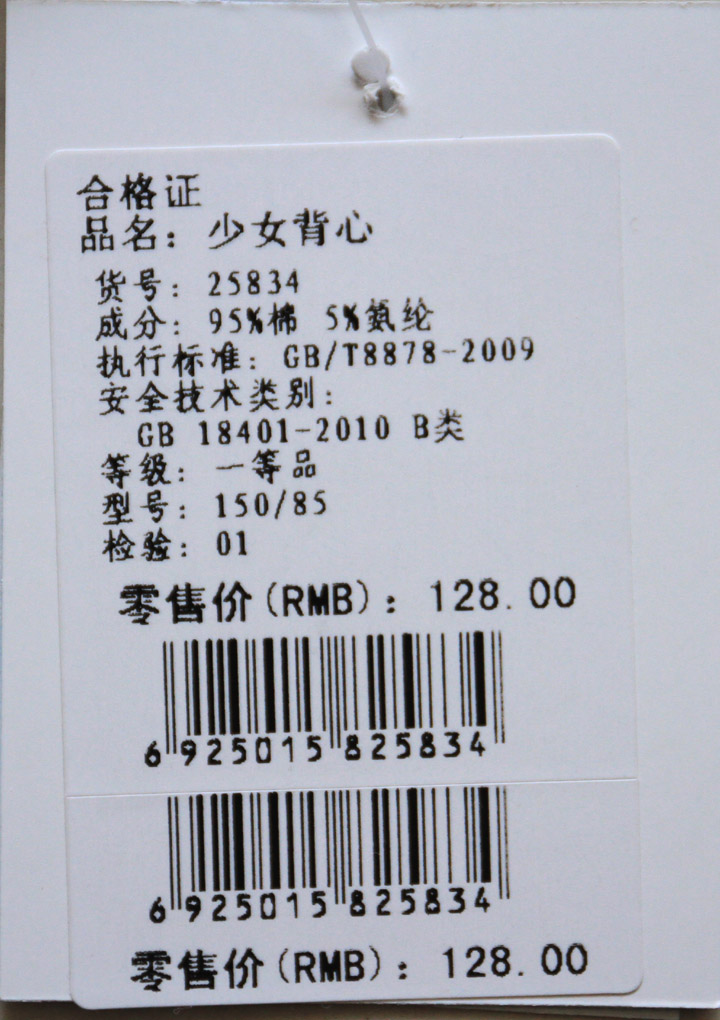 合格证
品名：少女背心
货号：25834
成分：95%棉 5%氨纶
执行标准：GB/T8878-2009
安全技术类别：
GB 18401-2010 B类
等级：一等品
型号：150/85
检验：01
零售价(RMB)：128.00
6 925015 825834
6 925015 825834
零售价(RMB)：128.00